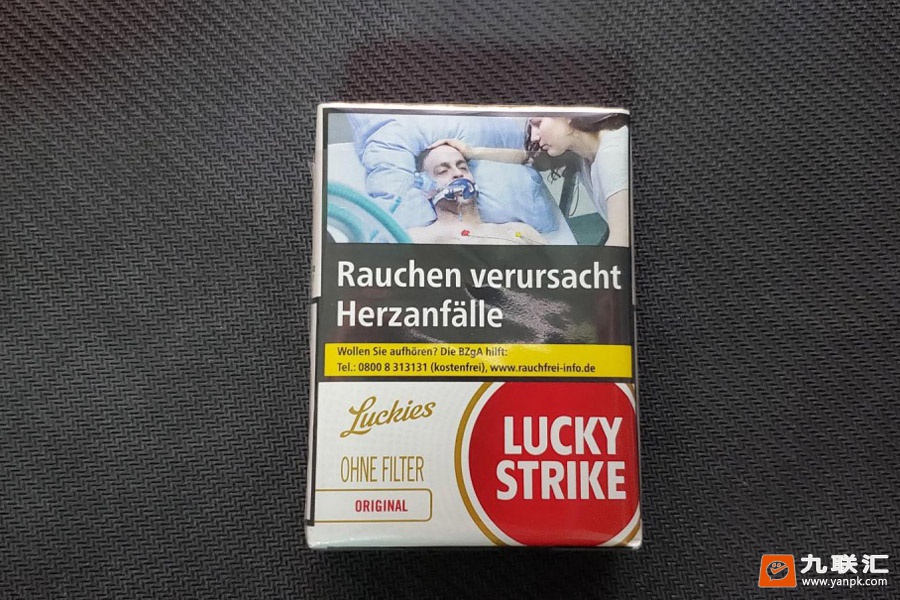 Rauchen verursacht
Herzanfälle
Wollen Sie aufhören? Die BZgA hilft:
Tel.: 0800 8 313131 (kostenfrei), www.rauchfrei-info.de
Luckies
OHNE FILTER
ORIGINAL
LUCKY
STRIKE
九联汇
www.yanpk.com